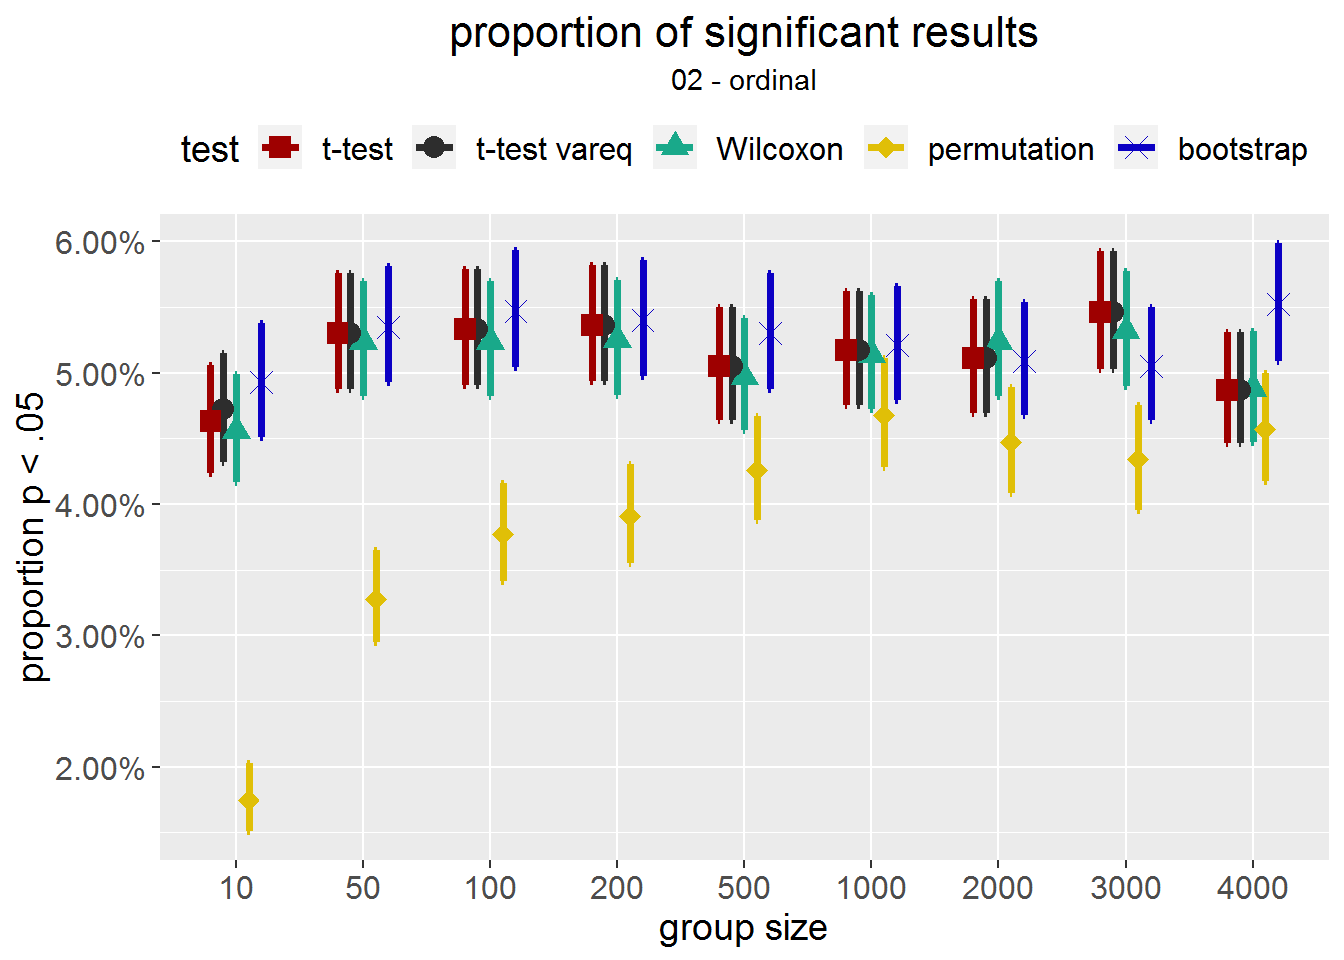 proportion of significant results
02 - ordinal
test t-test t-test vareq Wilcoxon permutation bootstrap
proportion p < .05
6.00%
5.00%
4.00%
3.00%
2.00%
10 50 100 200 500 1000 2000 3000 4000
group size